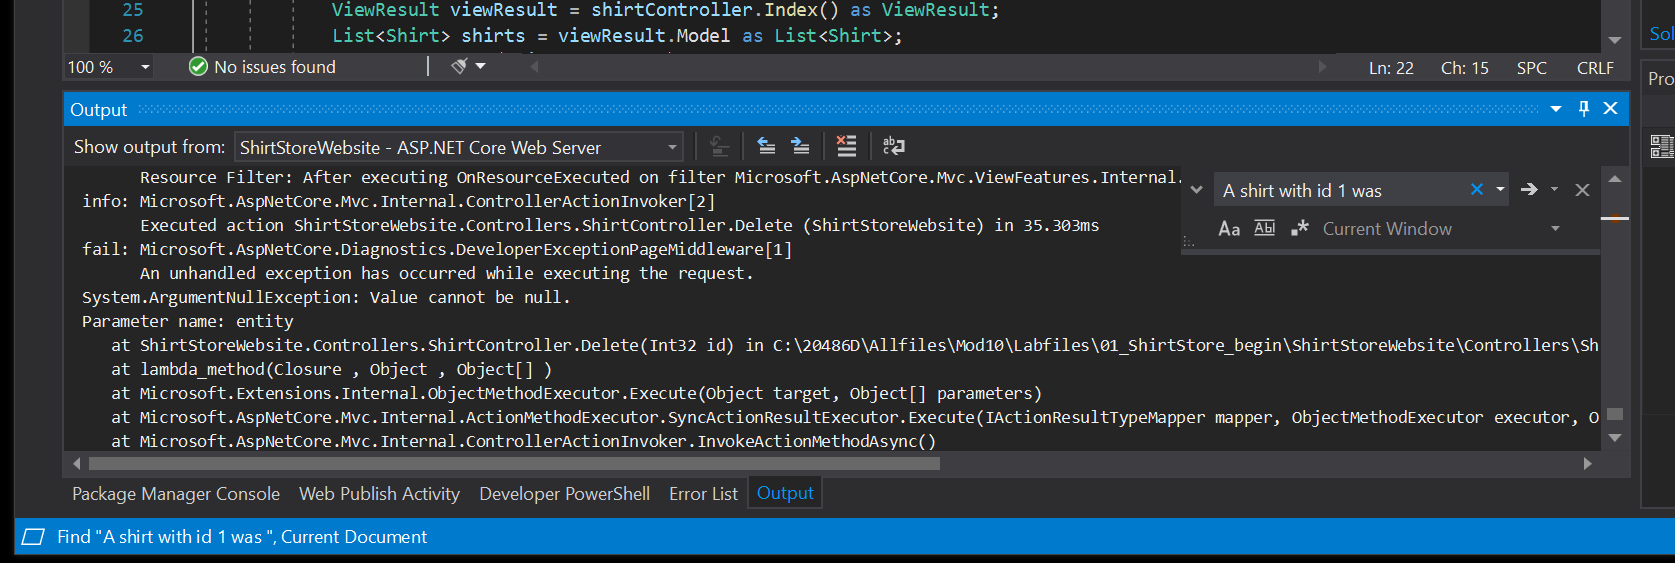 25 ViewResult viewResult = shirtController.Index() as ViewResult;
26 List<Shirt> shirts = viewResult.Model as List<Shirt>;
100 % No issues found Ln: 22 Ch: 15 SPC CRLF
Sol
Pro
Output
Show output from: ShirtStoreWebsite - ASP.NET Core Web Server
A shirt with id 1 was
Aa Abl .* Current Window
Resource Filter: After executing OnResourceExecuted on filter Microsoft.AspNetCore.Mvc.ViewFeatures.Internal.
info: Microsoft.AspNetCore.Mvc.Internal.ControllerActionInvoker[2]
Executed action ShirtStoreWebsite.Controllers.ShirtController.Delete (ShirtStoreWebsite) in 35.303ms
fail: Microsoft.AspNetCore.Diagnostics.DeveloperExceptionPageMiddleware[1]
An unhandled exception has occurred while executing the request.
System.ArgumentNullException: Value cannot be null.
Parameter name: entity
at ShirtStoreWebsite.Controllers.ShirtController.Delete(Int32 id) in C:\20486D\Allfiles\Mod10\Labfiles\01_ShirtStore_begin\ShirtStoreWebsite\Controllers\Sh
at lambda_method(Closure , Object , Object[] )
at Microsoft.Extensions.Internal.ObjectMethodExecutor.Execute(Object target, Object[] parameters)
at Microsoft.AspNetCore.Mvc.Internal.ActionMethodExecutor.SyncActionResultExecutor.Execute(IActionResultTypeMapper mapper, ObjectMethodExecutor executor, O
at Microsoft.AspNetCore.Mvc.Internal.ControllerActionInvoker.InvokeActionMethodAsync()
Package Manager Console Web Publish Activity Developer PowerShell Error List Output
Find "A shirt with id 1 was ", Current Document